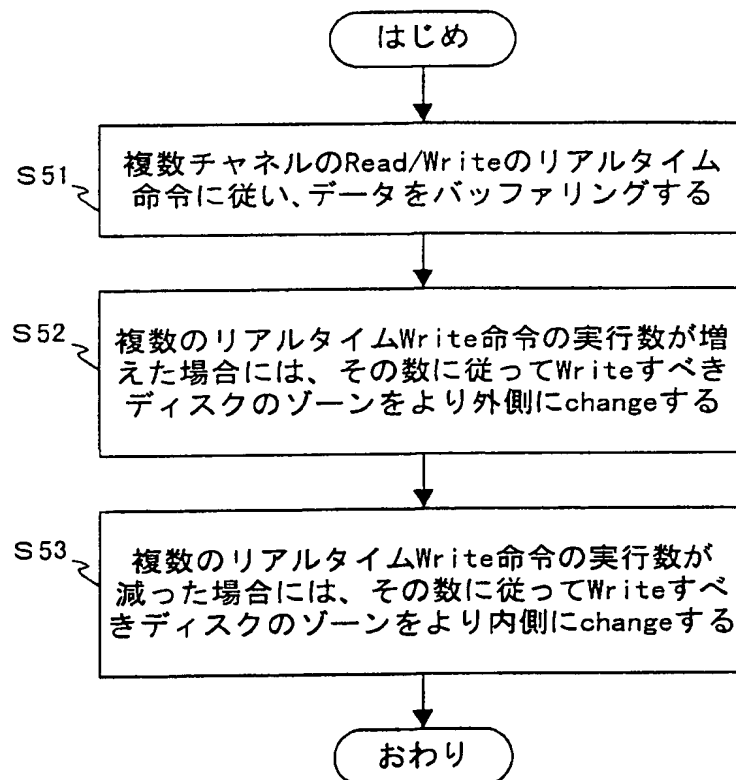 はじめ
S51
複数チャネルのRead/Writeのリアルタイム
命令に従い、データをバッファリングする
S52
複数のリアルタイムWrite命令の実行数が増
えた場合には、その数に従ってWriteすべき
ディスクのゾーンをより外側にchangeする
S53
複数のリアルタイムWrite命令の実行数が
減った場合には、その数に従ってWriteすべ
きディスクのゾーンをより内側にchangeする
おわり